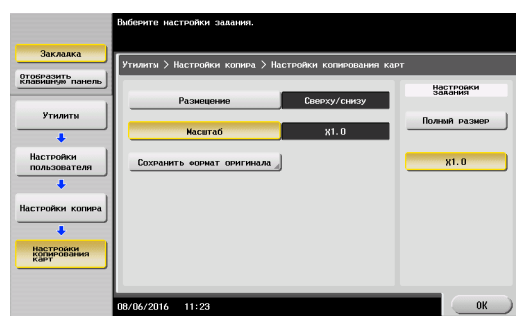 Выберите настройки задания.
Закладка
Отобразить
клавишную панель
Утилиты > Настройки копира > Настройки копирования карт
Утилиты
Настройки
пользователя
Настройки копира
Настройки
копирования
карт
Размещение
Сверху/снизу
Масштаб
X1.0
Сохранить формат оригинала
Настройки
задания
Полный размер
X1.0
08/06/2016 11:23
OK